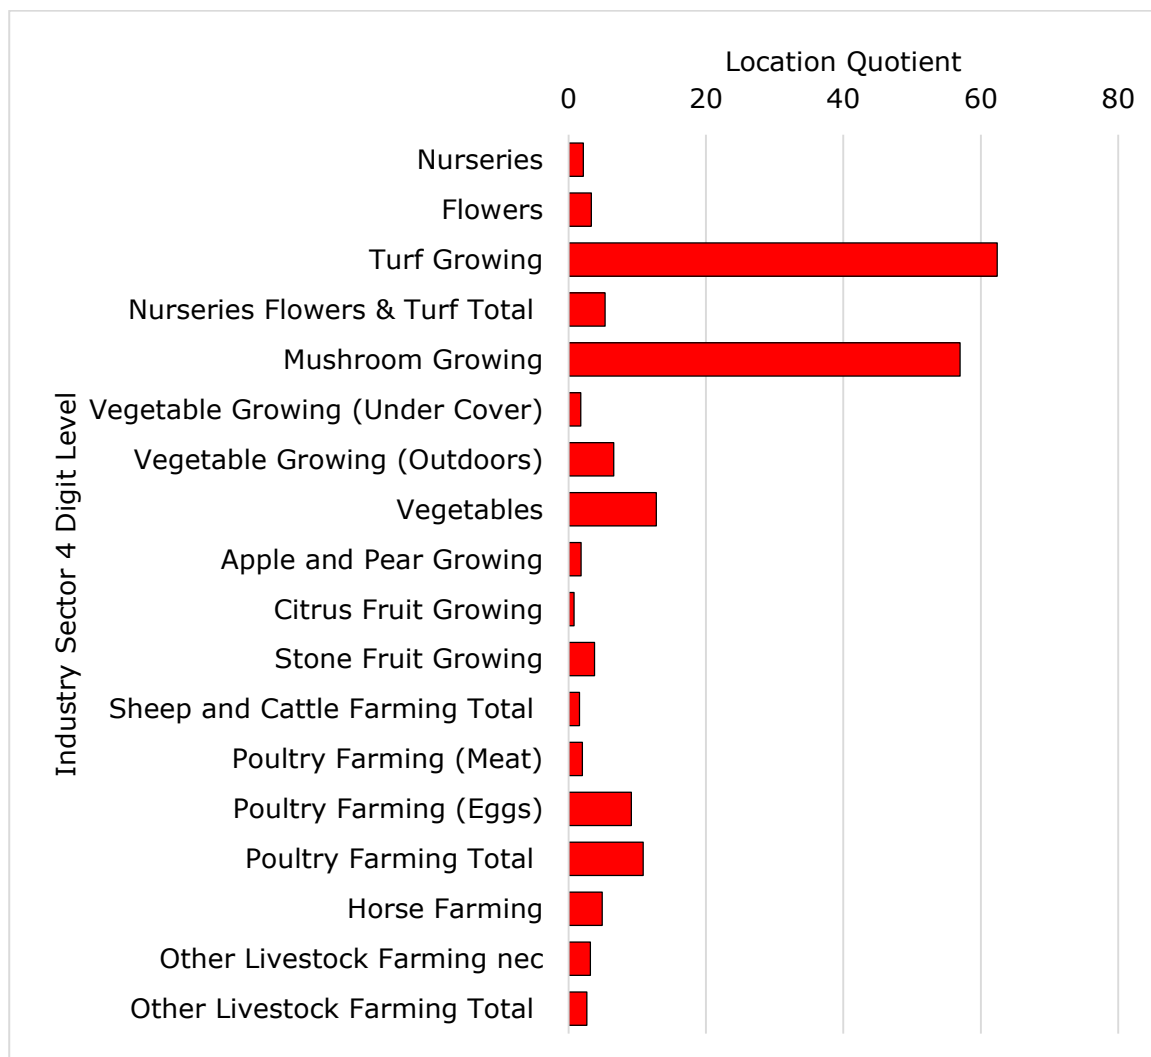 Location Quotient
0 20 40 60 80
Nurseries
Flowers
Turf Growing
Nurseries Flowers & Turf Total
Mushroom Growing
Vegetable Growing (Under Cover)
Vegetable Growing (Outdoors)
Vegetables
Apple and Pear Growing
Citrus Fruit Growing
Stone Fruit Growing
Sheep and Cattle Farming Total
Poultry Farming (Meat)
Poultry Farming (Eggs)
Poultry Farming Total
Horse Farming
Other Livestock Farming nec
Other Livestock Farming Total
Industry Sector 4 Digit Level